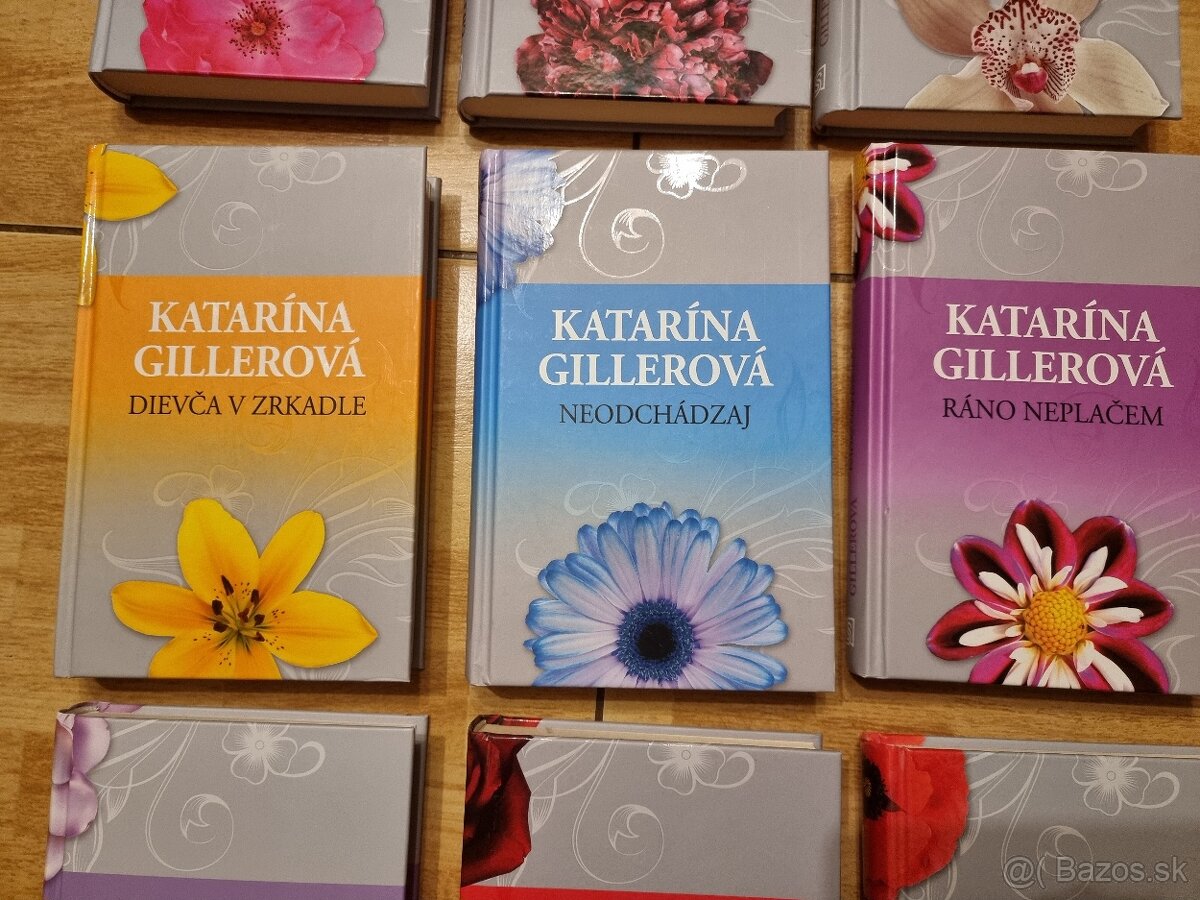 KATARÍNA
GILLEROVÁ
DIEVČA V ZRKADLE
KATARÍNA
GILLEROVÁ
NEODCHÁDZAJ
KATARÍNA
GILLEROVÁ
RÁNO NEPLAČEM
GILLEROVÁ
@( Bazos.sk